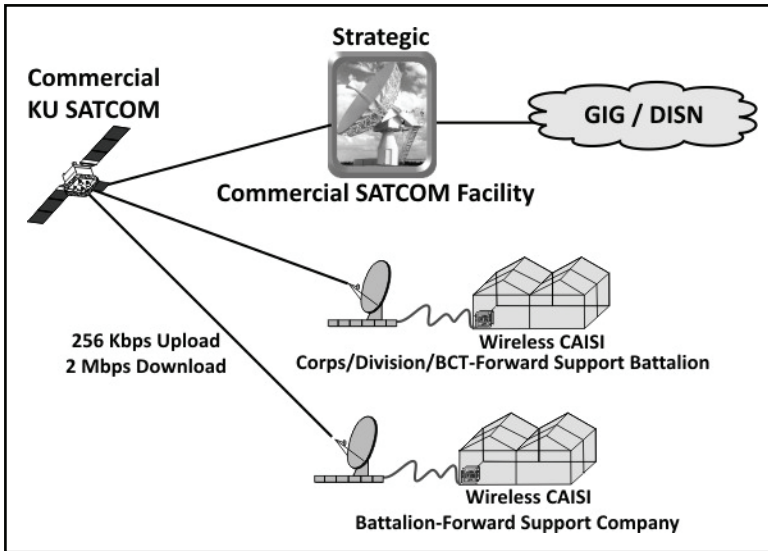 Strategic
Commercial
KU SATCOM
GIG / DISN
Commercial SATCOM Facility
256 Kbps Upload
2 Mbps Download
Wireless CAISI
Corps/Division/BCT-Forward Support Battalion
Wireless CAISI
Battalion-Forward Support Company